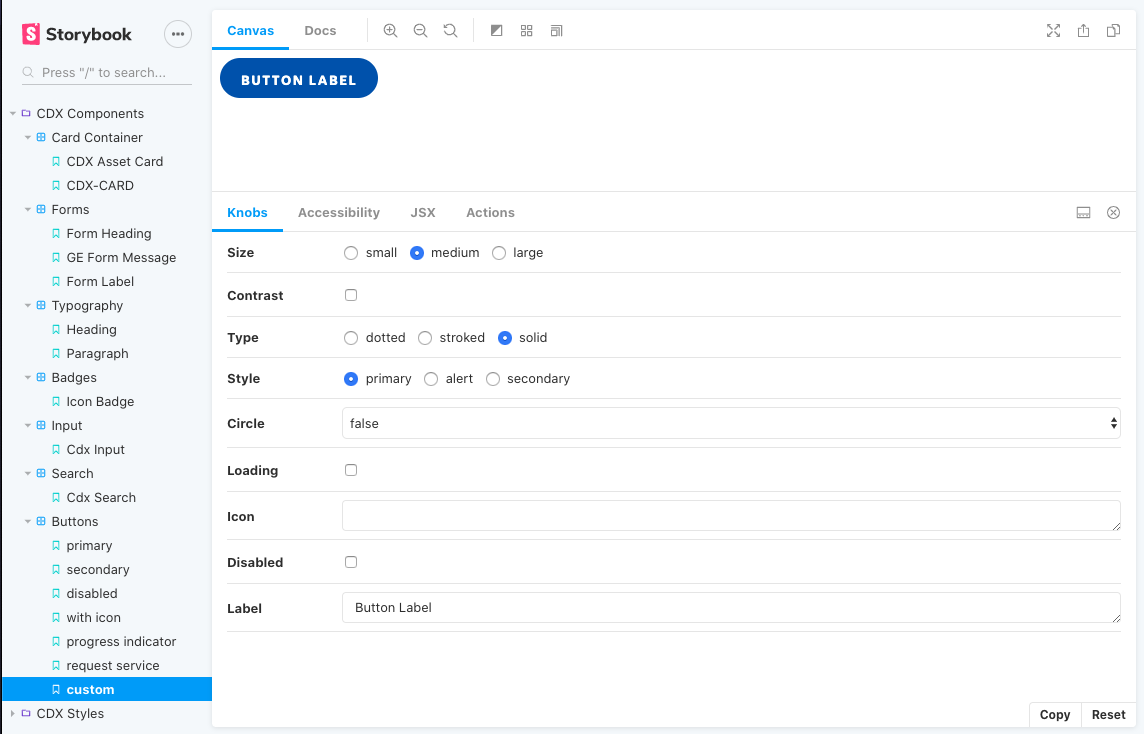 Storybook
Press "/" to search...
CDX Components
Card Container
CDX Asset Card
CDX-CARD
Forms
Form Heading
GE Form Message
Form Label
Typography
Heading
Paragraph
Badges
Icon Badge
Input
Cdx Input
Search
Cdx Search
Buttons
primary
secondary
disabled
with icon
progress indicator
request service
custom
CDX Styles
Canvas Docs
BUTTON LABEL
Knobs Accessibility JSX Actions
Size small medium large
Contrast
Type dotted stroked solid
Style primary alert secondary
Circle false
Loading
Icon
Disabled
Label Button Label
Copy Reset